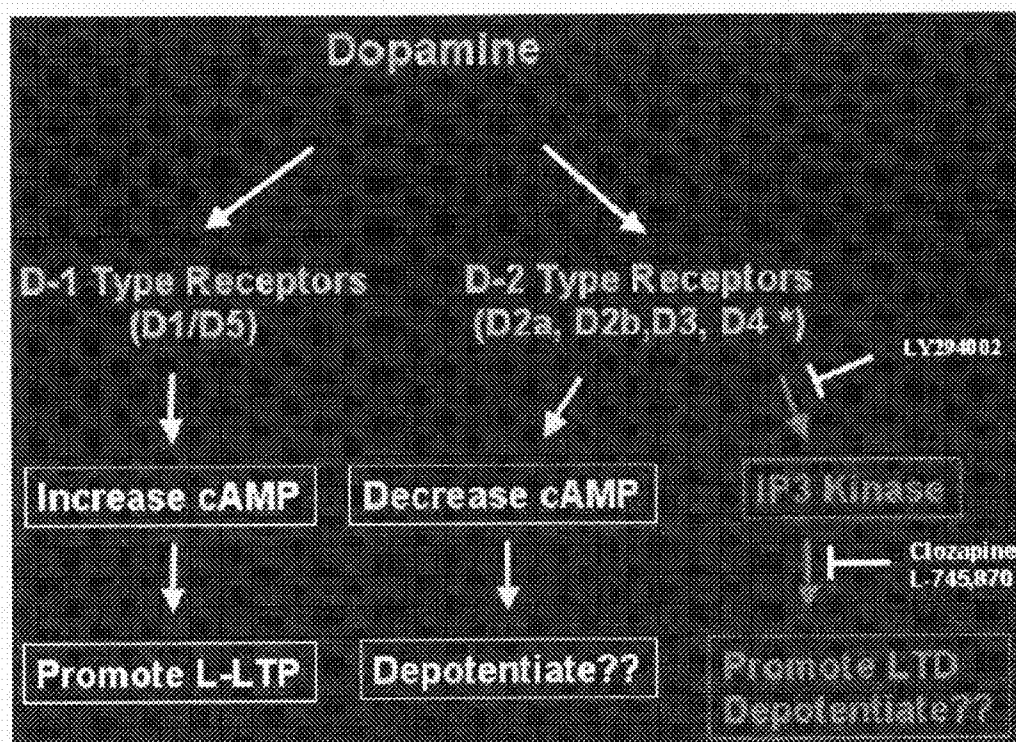 Dopamine
D-1 Type Receptors
(D1/D5)
D-2 Type Receptors
(D2a, D2b,D3, D4 *)
LY294002
Increase cAMP
Decrease cAMP
IP3 Kinase
Clozapine
L-745,870
Promote L-LTP
Depotentiate??
Promote LTD
Depotentiate??